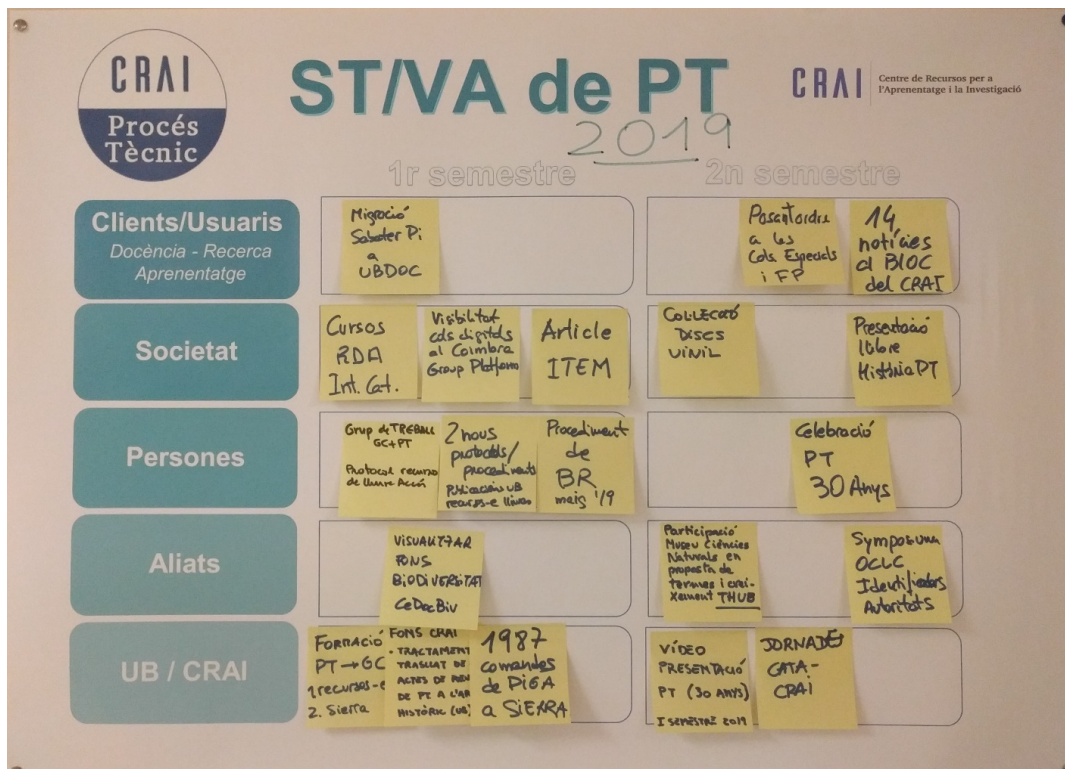 CRAI
Procés
Tècnic
ST/VA de PT
2019
CRAI
Centre de Recursos per a
l'Aprenentatge i la Investigació
1r semestre
2n semestre
Clients/Usuaris
Docència - Recerca
Aprenentatge
Migració
Sabater Pi
a
UBDOC
Posant ordre
a les
Cols. Especials
i FP
14
notícies
al BLOC
del CRAI
Societat
Cursos
RDA
Int. Cat.
Visibilitat
cols digitals
al Coimbra
Group Platform
Article
ITEM
Col·lecció
DISCS
VINIL
Presentació
llibre
Història PT
Persones
Grup de TREBALL
GC+PT
Protocol recursos
de lliure Accés
2 nous
protocols/
procediments
Publicacions UB
recursos-e lliures
Procediment
de
BR
maig '19
Celebració
PT
30 Anys
Aliats
VISUALITZAR
FONS
BIODIVERSITAT
CeDocBiv
Participació
Museu Ciències
Naturals en
proposta de
termes i crei-
xement THUB
Symposium
OCLC
Identificadors
Autoritats
UB / CRAI
FORMACIÓ
PT → GC
1 recursos-e
2. Sierra
FONS CRAI
· TRACTAMENT
TRASLLAT DE
ACTES DE
DE PT A L'
HISTÒRIC (UB)
1987
comandes
de PIGA
a SIERRA
VÍDEO
PRESENTACIÓ
PT (30 ANYS)
I SEMESTRE 2019
JORNADES
CATA-
CRAI